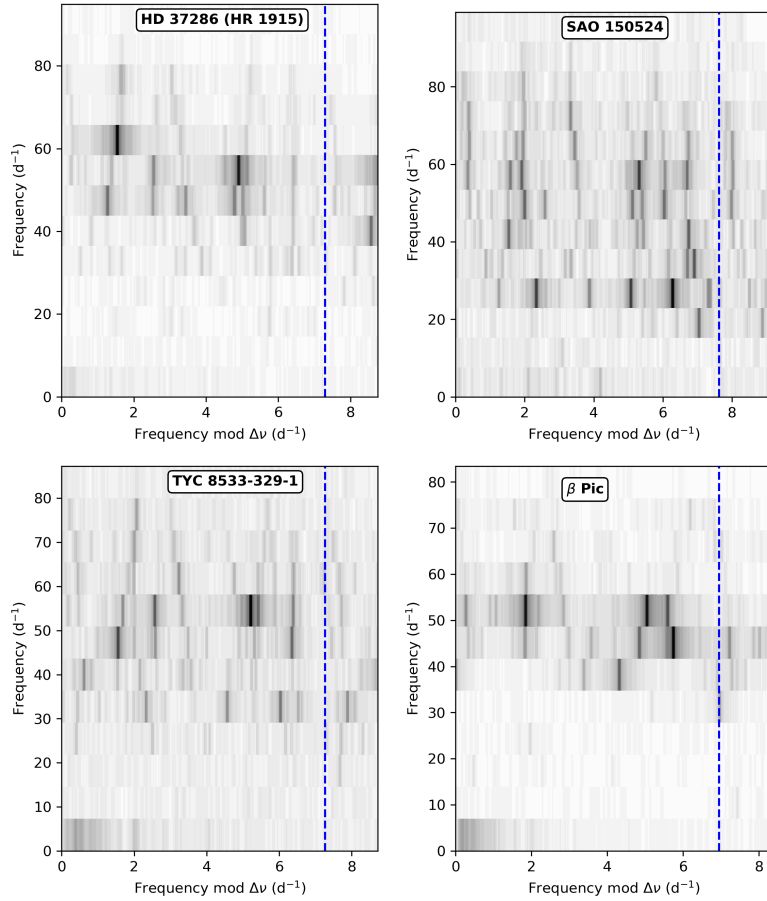 HD 37286 (HR 1915)
80
60
40
20
0
Frequency (d⁻¹)
0 2 4 6 8
Frequency mod Δν (d⁻¹)
SAO 150524
80
60
40
20
0
Frequency (d⁻¹)
0 2 4 6 8
Frequency mod Δν (d⁻¹)
TYC 8533-329-1
80
70
60
50
40
30
20
10
0
Frequency (d⁻¹)
0 2 4 6 8
Frequency mod Δν (d⁻¹)
β Pic
80
70
60
50
40
30
20
10
0
Frequency (d⁻¹)
0 2 4 6 8
Frequency mod Δν (d⁻¹)